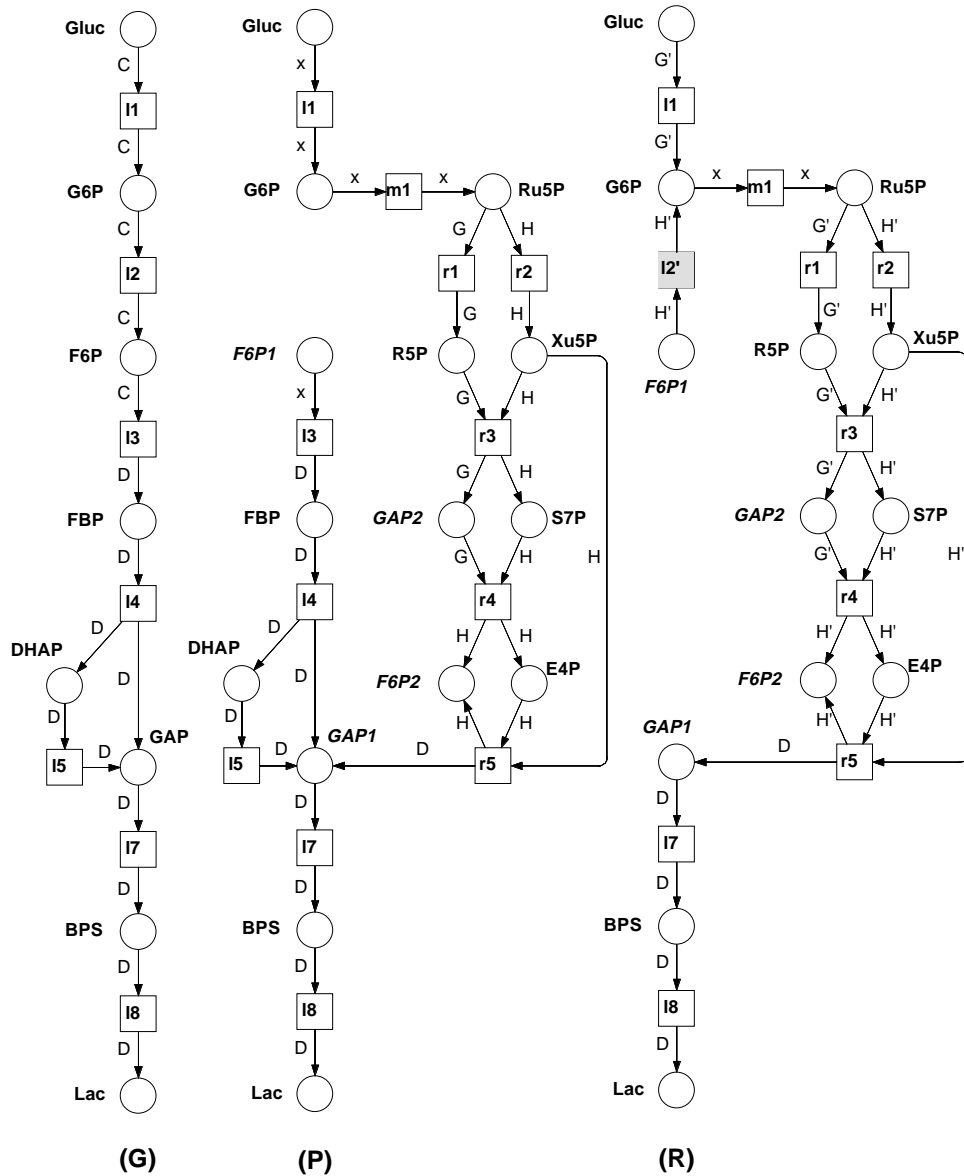 Gluc
C
l1
C
G6P
C
l2
C
F6P
C
l3
D
FBP
D
l4
D
DHAP
D
D
GAP
l5
D
D
l7
D
BPS
D
l8
D
Lac
(G)
Gluc
x
l1
x
G6P
x
m1
x
Ru5P
G
H
r1
r2
G
H
F6P1
R5P
Xu5P
x
G
H
l3
r3
D
G
H
FBP
GAP2
S7P
D
G
H
H
l4
r4
D
H
H
DHAP
D
F6P2
E4P
D
H
H
GAP1
l5
D
D
r5
D
l7
D
BPS
D
l8
D
Lac
(P)
Gluc
G'
l1
G'
G6P
x
m1
x
Ru5P
H'
G'
H'
l2'
r1
r2
H'
G'
H'
F6P1
R5P
Xu5P
G'
H'
r3
G'
H'
GAP2
S7P
G'
H'
H'
r4
H'
H'
F6P2
E4P
H'
H'
GAP1
D
r5
D
l7
D
BPS
D
l8
D
Lac
(R)